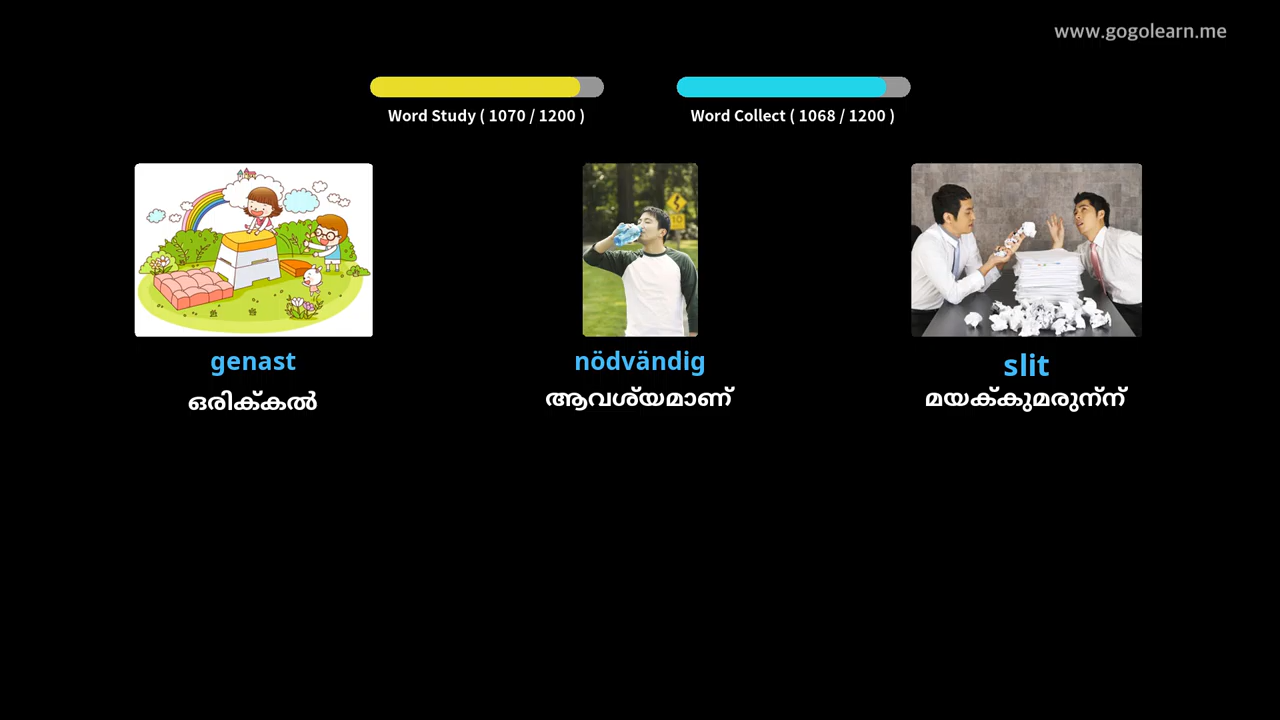 www.gogolearn.me
Word Study ( 1070 / 1200 )
Word Collect ( 1068 / 1200 )
genast
ഒരിക്കൽ
nödvändig
ആവശ്യമാണ്
slit
മയക്കുമരുന്ന്